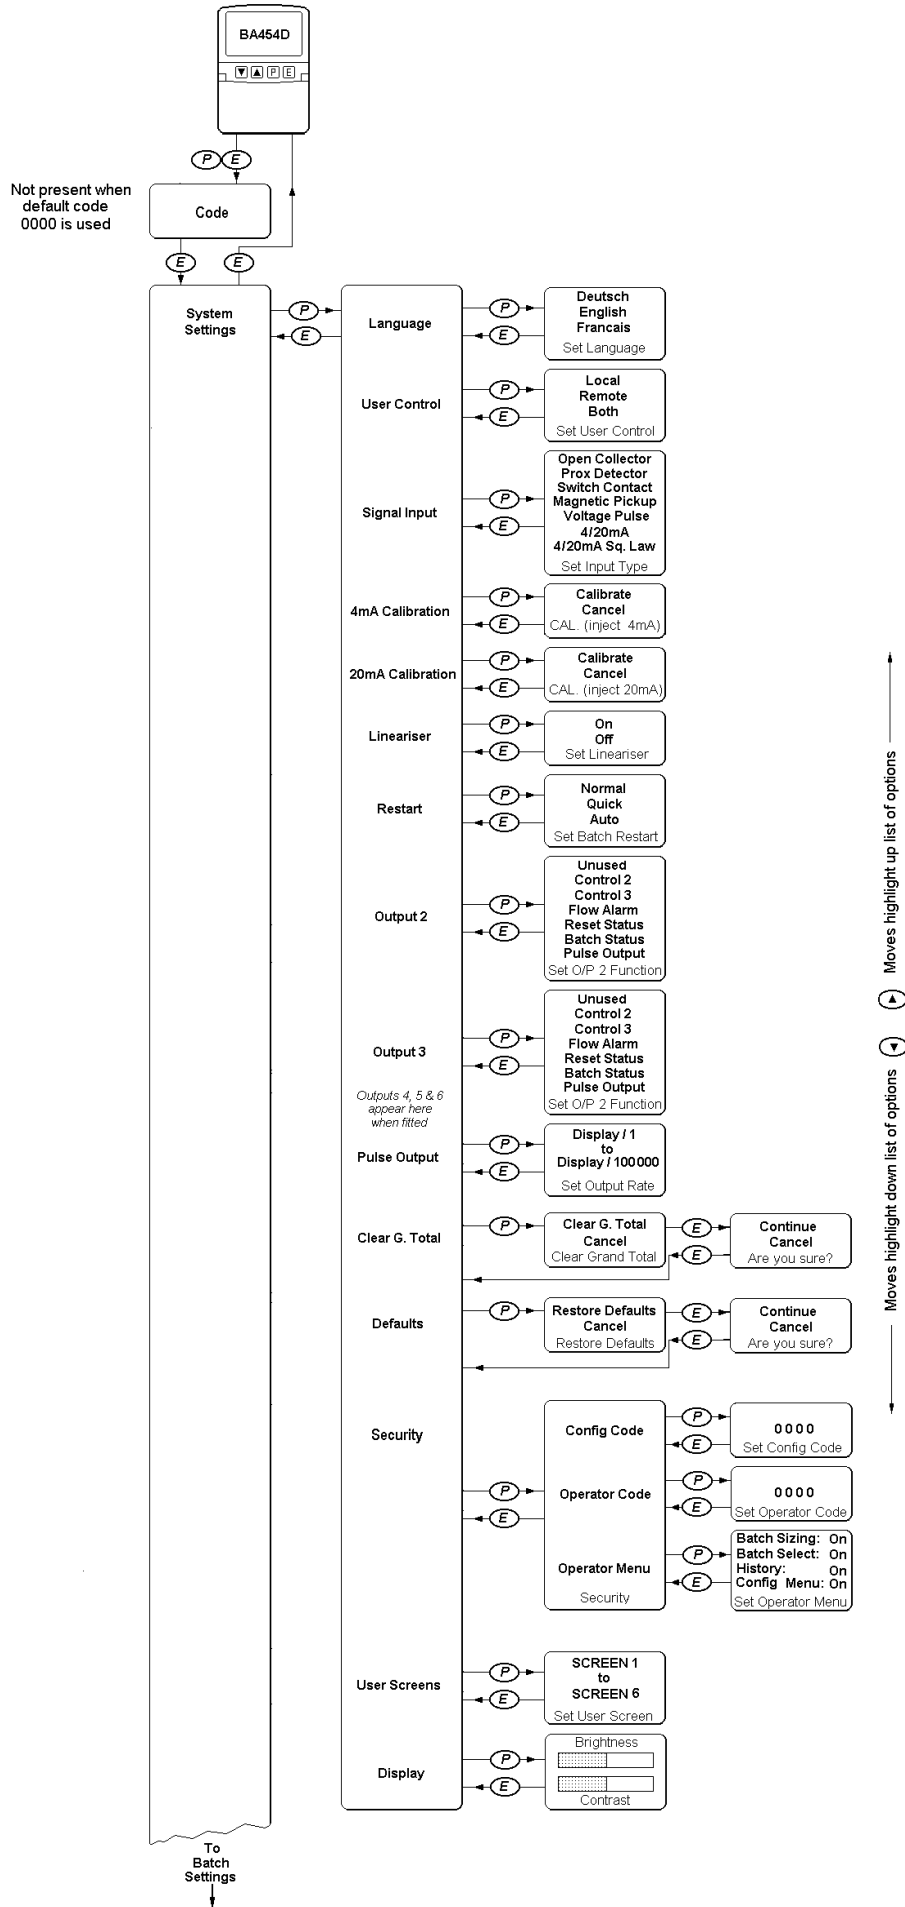 BA454D
▼ ▲ P E
P E
Not present when
default code
0000 is used
Code
E E
System
Settings
P
E
Language
P
E
Deutsch
English
Francais
Set Language
User Control
P
E
Local
Remote
Both
Set User Control
Signal Input
P
E
Open Collector
Prox Detector
Switch Contact
Magnetic Pickup
Voltage Pulse
4/20mA
4/20mA Sq. Law
Set Input Type
4mA Calibration
P
E
Calibrate
Cancel
CAL. (inject 4mA)
20mA Calibration
P
E
Calibrate
Cancel
CAL. (inject 20mA)
Lineariser
P
E
On
Off
Set Lineariser
Restart
P
E
Normal
Quick
Auto
Set Batch Restart
Output 2
P
E
Unused
Control 2
Control 3
Flow Alarm
Reset Status
Batch Status
Pulse Output
Set O/P 2 Function
Output 3
P
E
Unused
Control 2
Control 3
Flow Alarm
Reset Status
Batch Status
Pulse Output
Set O/P 2 Function
Outputs 4, 5 & 6
appear here
when fitted
Pulse Output
P
E
Display / 1
to
Display / 100000
Set Output Rate
Clear G. Total
P
Clear G. Total
Cancel
Clear Grand Total
E
E
Continue
Cancel
Are you sure?
Defaults
P
Restore Defaults
Cancel
Restore Defaults
E
E
Continue
Cancel
Are you sure?
Security
P
E
Config Code
P
E
0000
Set Config Code
Operator Code
P
E
0000
Set Operator Code
Operator Menu
Security
P
E
Batch Sizing: On
Batch Select: On
History: On
Config Menu: On
Set Operator Menu
User Screens
P
E
SCREEN 1
to
SCREEN 6
Set User Screen
Display
P
E
Brightness
Contrast
To
Batch
Settings
▲ Moves highlight up list of options
▼ Moves highlight down list of options